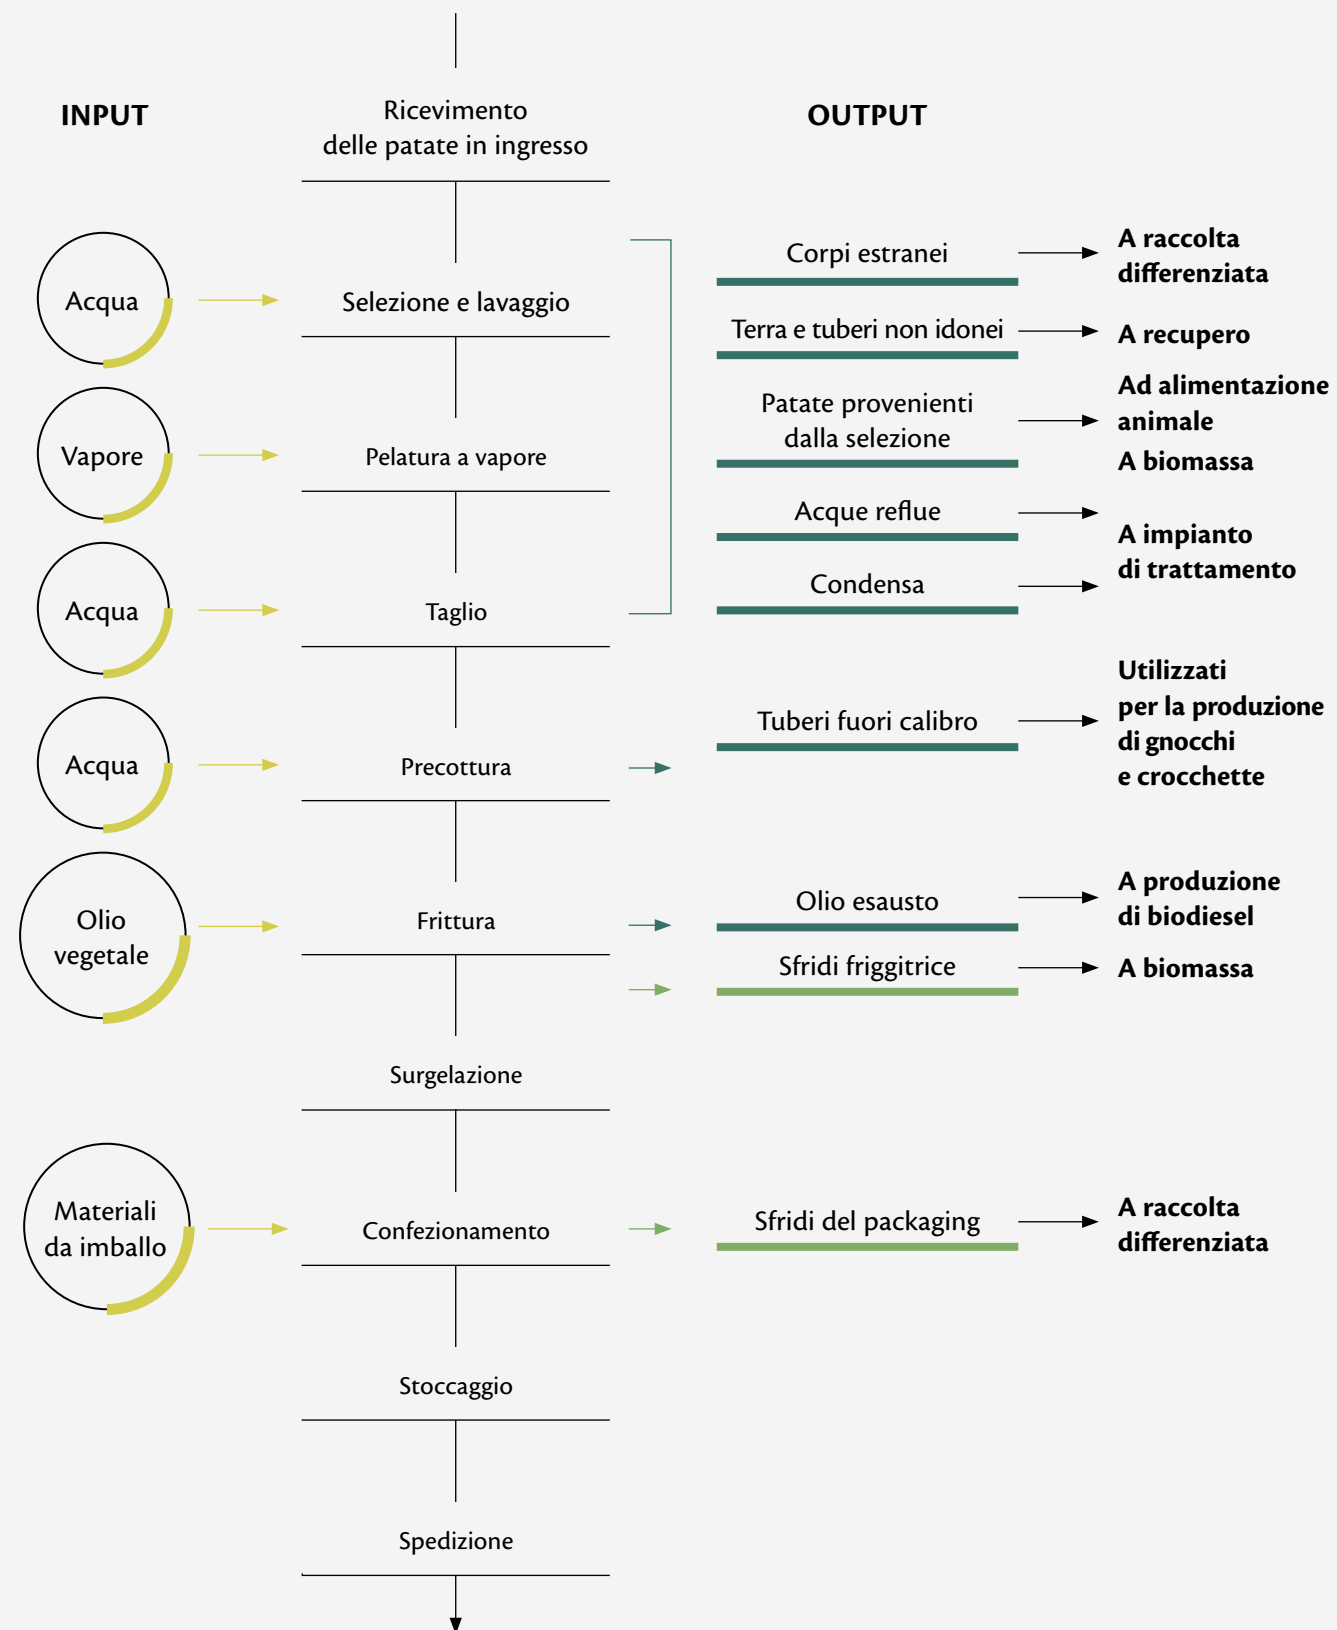 INPUT
OUTPUT
Ricevimento
delle patate in ingresso
Acqua
Selezione e lavaggio
Corpi estranei
A raccolta
differenziata
Terra e tuberi non idonei
A recupero
Vapore
Pelatura a vapore
Patate provenienti
dalla selezione
Ad alimentazione
animale
A biomassa
Acque reflue
Condensa
A impianto
di trattamento
Acqua
Taglio
Acqua
Precottura
Tuberi fuori calibro
Utilizzati
per la produzione
di gnocchi
e crocchette
Olio
vegetale
Frittura
Olio esausto
A produzione
di biodiesel
Sfridi friggitrice
A biomassa
Surgelazione
Materiali
da imballo
Confezionamento
Sfridi del packaging
A raccolta
differenziata
Stoccaggio
Spedizione